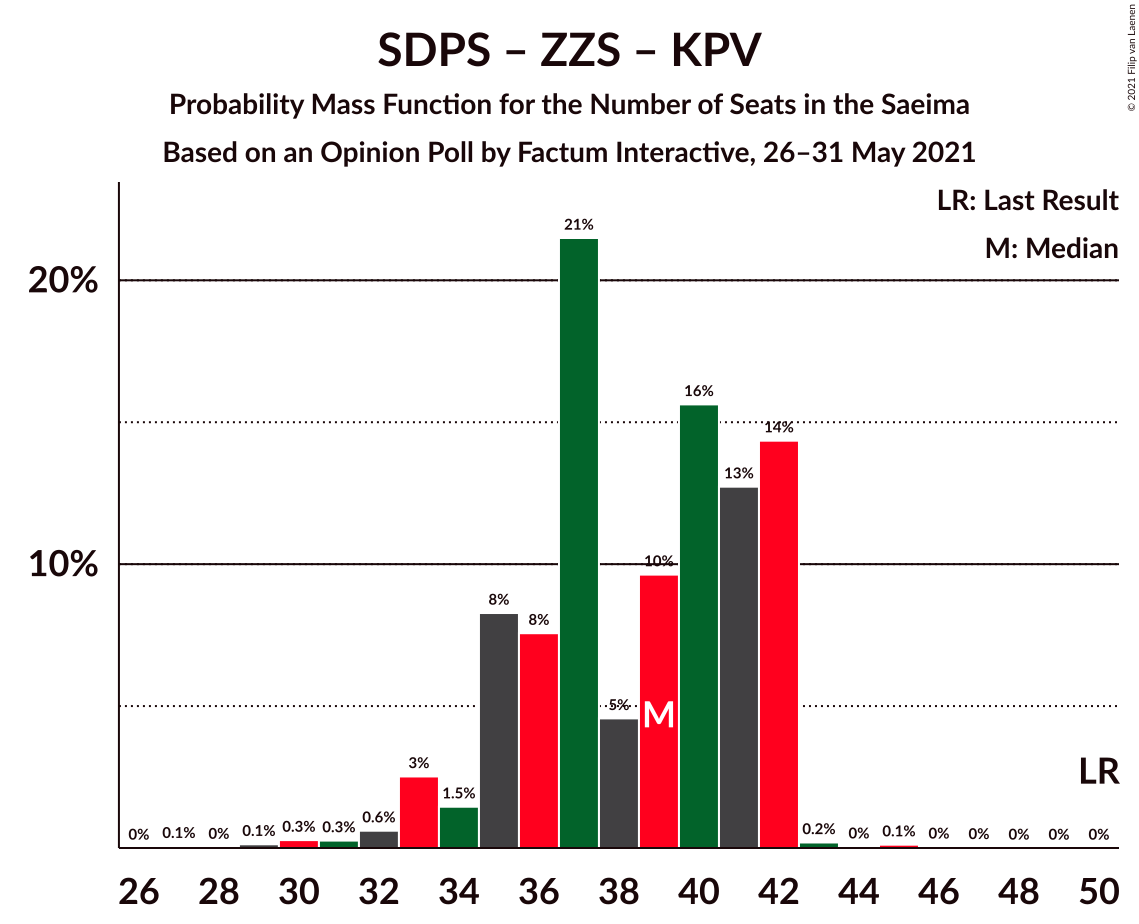 SDPS – ZZS – KPV
Probability Mass Function for the Number of Seats in the Saeima
Based on an Opinion Poll by Factum Interactive, 26–31 May 2021
© 2021 Filip van Laenen
LR: Last Result
M: Median
20%
10%
0% 0.1% 0% 0.1% 0.3% 0.3% 0.6% 3% 1.5% 8% 8% 21% 5% 10% 16% 13% 14% 0.2% 0% 0.1% 0% 0% 0% 0% 0%
M
LR
26 28 30 32 34 36 38 40 42 44 46 48 50